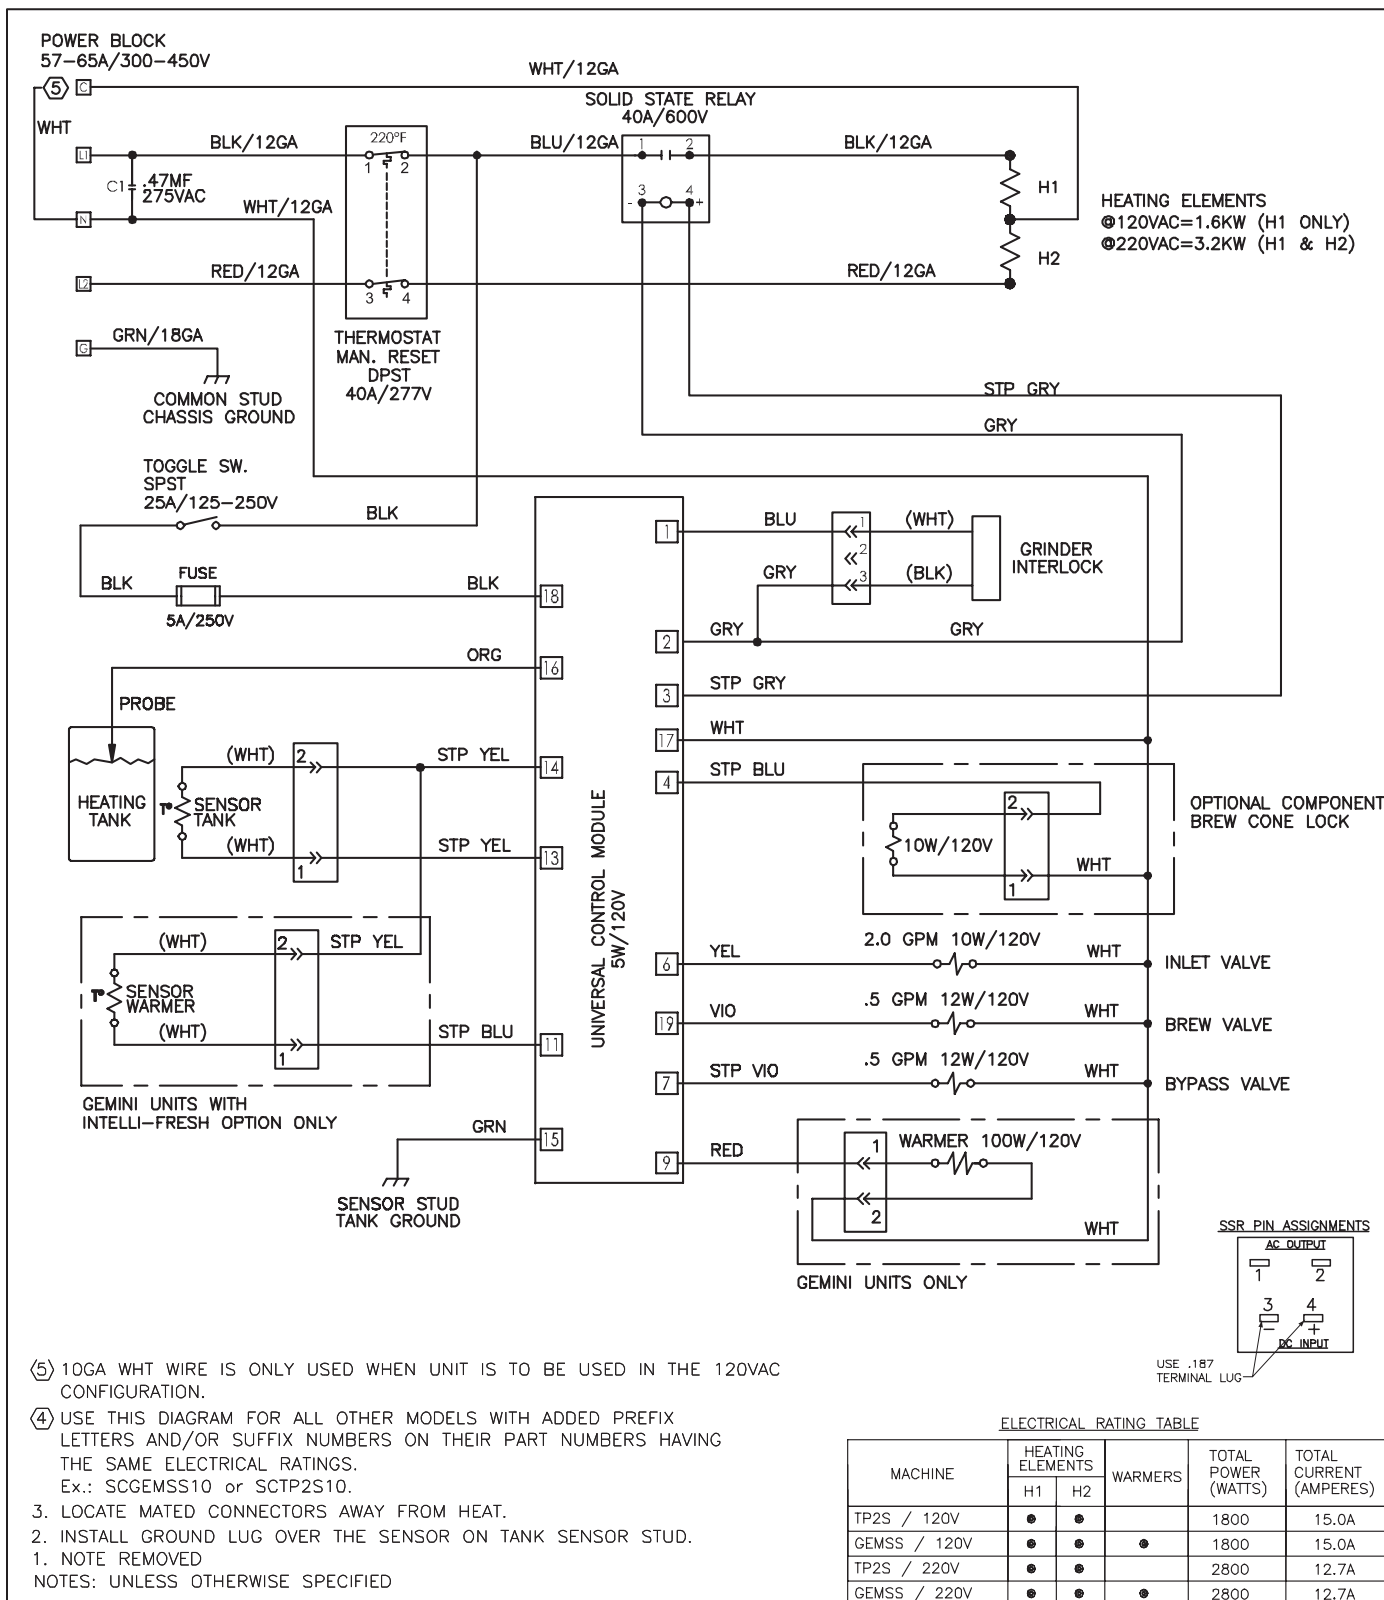 POWER BLOCK
57-65A/300-450V
5
C
WHT/12GA
WHT
SOLID STATE RELAY
40A/600V
L1
BLK/12GA
220°F
1
2
BLU/12GA
1
2
BLK/12GA
C1
.47MF
275VAC
N
WHT/12GA
3
4
-
+
H1
H2
HEATING ELEMENTS
@120VAC=1.6KW (H1 ONLY)
@220VAC=3.2KW (H1 & H2)
L2
RED/12GA
3
4
RED/12GA
G
GRN/18GA
COMMON STUD
CHASSIS GROUND
THERMOSTAT
MAN. RESET
DPST
40A/277V
STP GRY
GRY
TOGGLE SW.
SPST
25A/125-250V
BLK
BLK
FUSE
5A/250V
BLK
18
1
BLU
1
2
3
(WHT)
GRY
(BLK)
GRINDER
INTERLOCK
2
GRY
GRY
ORG
16
3
STP GRY
PROBE
17
WHT
HEATING
TANK
(WHT)
2
STP YEL
14
T°
SENSOR
TANK
(WHT)
1
STP YEL
13
4
STP BLU
2
10W/120V
1
WHT
OPTIONAL COMPONENT
BREW CONE LOCK
UNIVERSAL CONTROL MODULE
5W/120V
(WHT)
2
STP YEL
T°
SENSOR
WARMER
(WHT)
1
STP BLU
11
GEMINI UNITS WITH
INTELLI-FRESH OPTION ONLY
6
YEL
2.0 GPM 10W/120V
WHT
INLET VALVE
19
VIO
.5 GPM 12W/120V
WHT
BREW VALVE
7
STP VIO
.5 GPM 12W/120V
WHT
BYPASS VALVE
GRN
15
SENSOR STUD
TANK GROUND
9
RED
1
WARMER 100W/120V
2
WHT
GEMINI UNITS ONLY
SSR PIN ASSIGNMENTS
AC OUTPUT
1
2
3
4
-
+
DC INPUT
USE .187
TERMINAL LUG
5 10GA WHT WIRE IS ONLY USED WHEN UNIT IS TO BE USED IN THE 120VAC
CONFIGURATION.
4 USE THIS DIAGRAM FOR ALL OTHER MODELS WITH ADDED PREFIX
LETTERS AND/OR SUFFIX NUMBERS ON THEIR PART NUMBERS HAVING
THE SAME ELECTRICAL RATINGS.
Ex.: SCGEMSS10 or SCTP2S10.
3. LOCATE MATED CONNECTORS AWAY FROM HEAT.
2. INSTALL GROUND LUG OVER THE SENSOR ON TANK SENSOR STUD.
1. NOTE REMOVED
NOTES: UNLESS OTHERWISE SPECIFIED
ELECTRICAL RATING TABLE
MACHINE
HEATING
ELEMENTS
H1
H2
WARMERS
TOTAL
POWER
(WATTS)
TOTAL
CURRENT
(AMPERES)
TP2S / 120V 1800 15.0A
GEMSS / 120V 1800 15.0A
TP2S / 220V 2800 12.7A
GEMSS / 220V 2800 12.7A